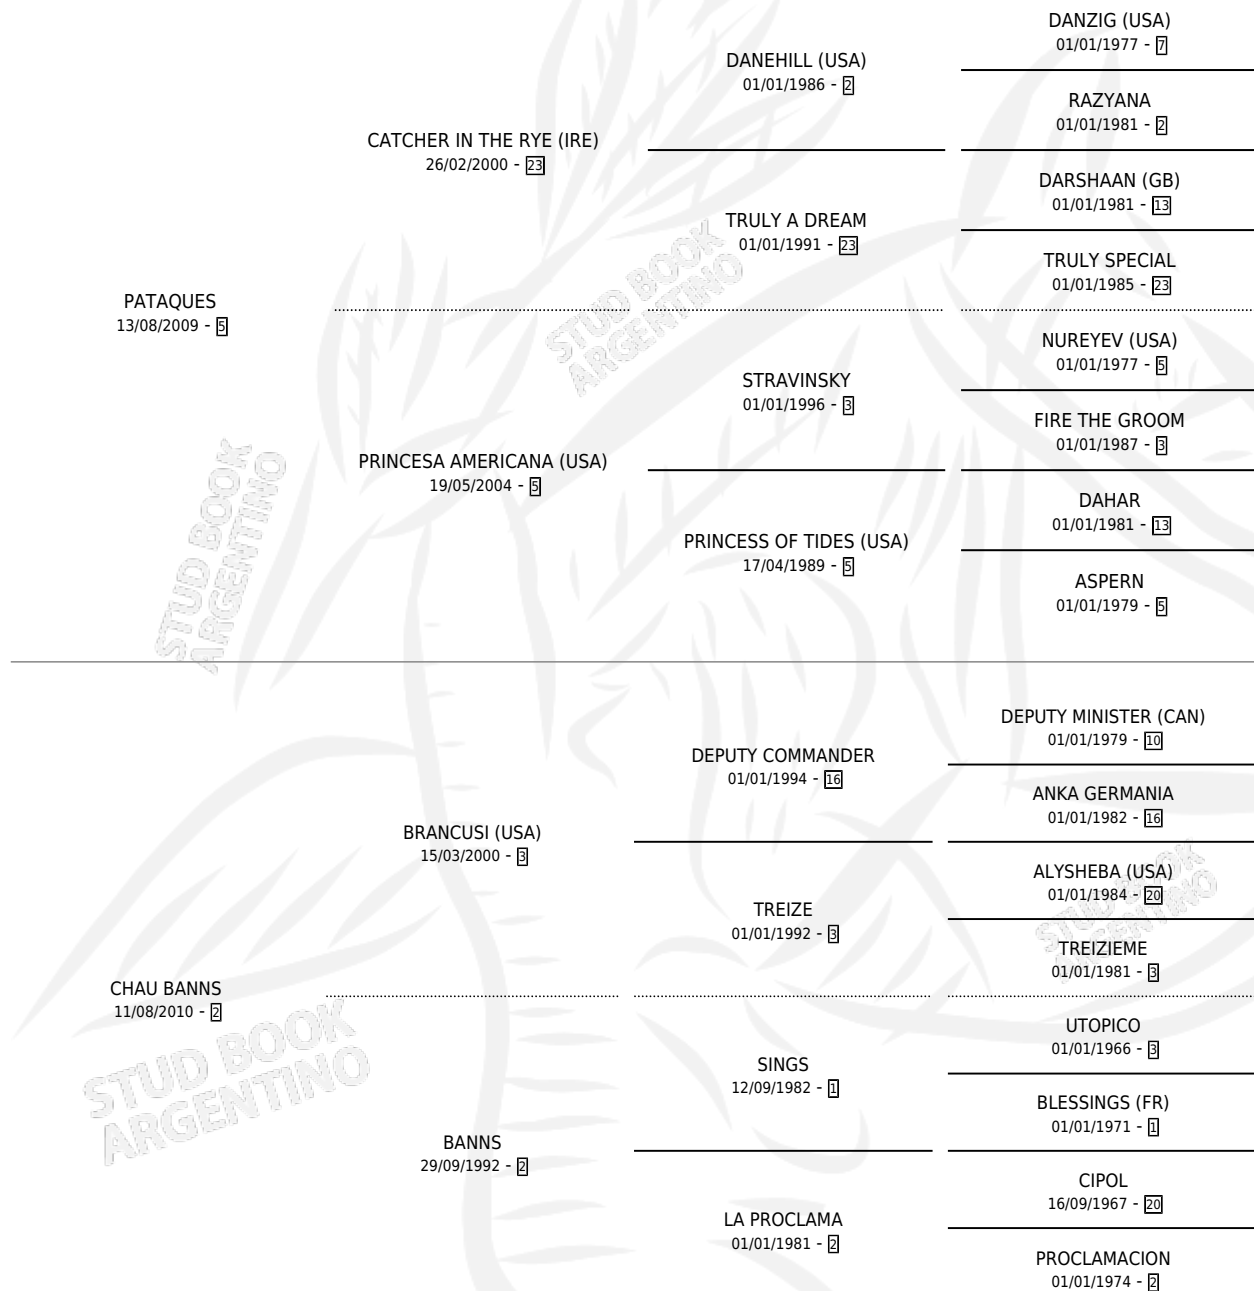 DANZIG (USA)
01/01/1977 - 7
DANEHILL (USA)
01/01/1986 - 2
RAZYANA
01/01/1981 - 2
CATCHER IN THE RYE (IRE)
26/02/2000 - 23
DARSHAAN (GB)
01/01/1981 - 13
TRULY A DREAM
01/01/1991 - 23
TRULY SPECIAL
01/01/1985 - 23
PATAQUES
13/08/2009 - 5
NUREYEV (USA)
01/01/1977 - 5
STRAVINSKY
01/01/1996 - 3
FIRE THE GROOM
01/01/1987 - 3
PRINCESA AMERICANA (USA)
19/05/2004 - 5
DAHAR
01/01/1981 - 13
PRINCESS OF TIDES (USA)
17/04/1989 - 5
ASPERN
01/01/1979 - 5
DEPUTY MINISTER (CAN)
01/01/1979 - 10
DEPUTY COMMANDER
01/01/1994 - 16
ANKA GERMANIA
01/01/1982 - 16
BRANCUSI (USA)
15/03/2000 - 3
ALYSHEBA (USA)
01/01/1984 - 20
TREIZE
01/01/1992 - 3
TREIZIEME
01/01/1981 - 3
CHAU BANNS
11/08/2010 - 2
UTOPICO
01/01/1966 - 3
SINGS
12/09/1982 - 1
BLESSINGS (FR)
01/01/1971 - 1
BANNS
29/09/1992 - 2
CIPOL
16/09/1967 - 20
LA PROCLAMA
01/01/1981 - 2
PROCLAMACION
01/01/1974 - 2
STUD BOOK
ARGENTINO
STUD BOOK
ARGENTINO
STUD BOOK
ARGENTINO
STUD BOOK
ARGENTINO